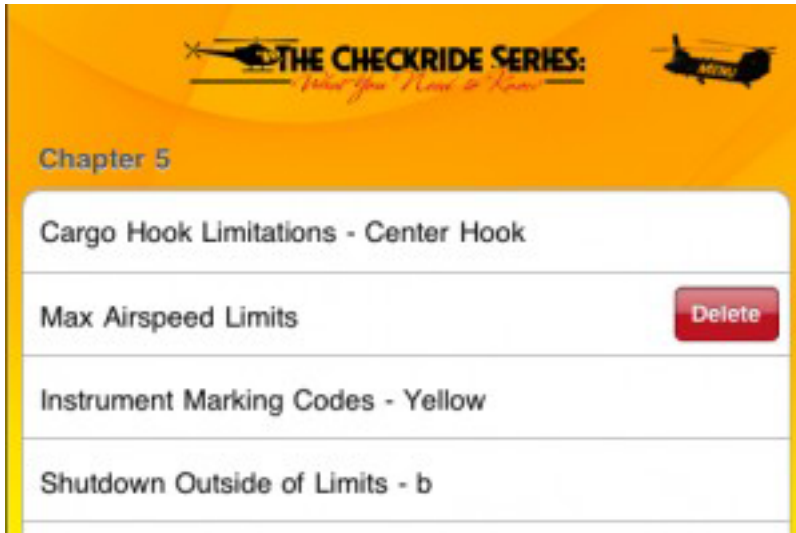 THE CHECKRIDE SERIES:
What You Need to Know
MENU
Chapter 5
Cargo Hook Limitations - Center Hook
Max Airspeed Limits
Delete
Instrument Marking Codes - Yellow
Shutdown Outside of Limits - b